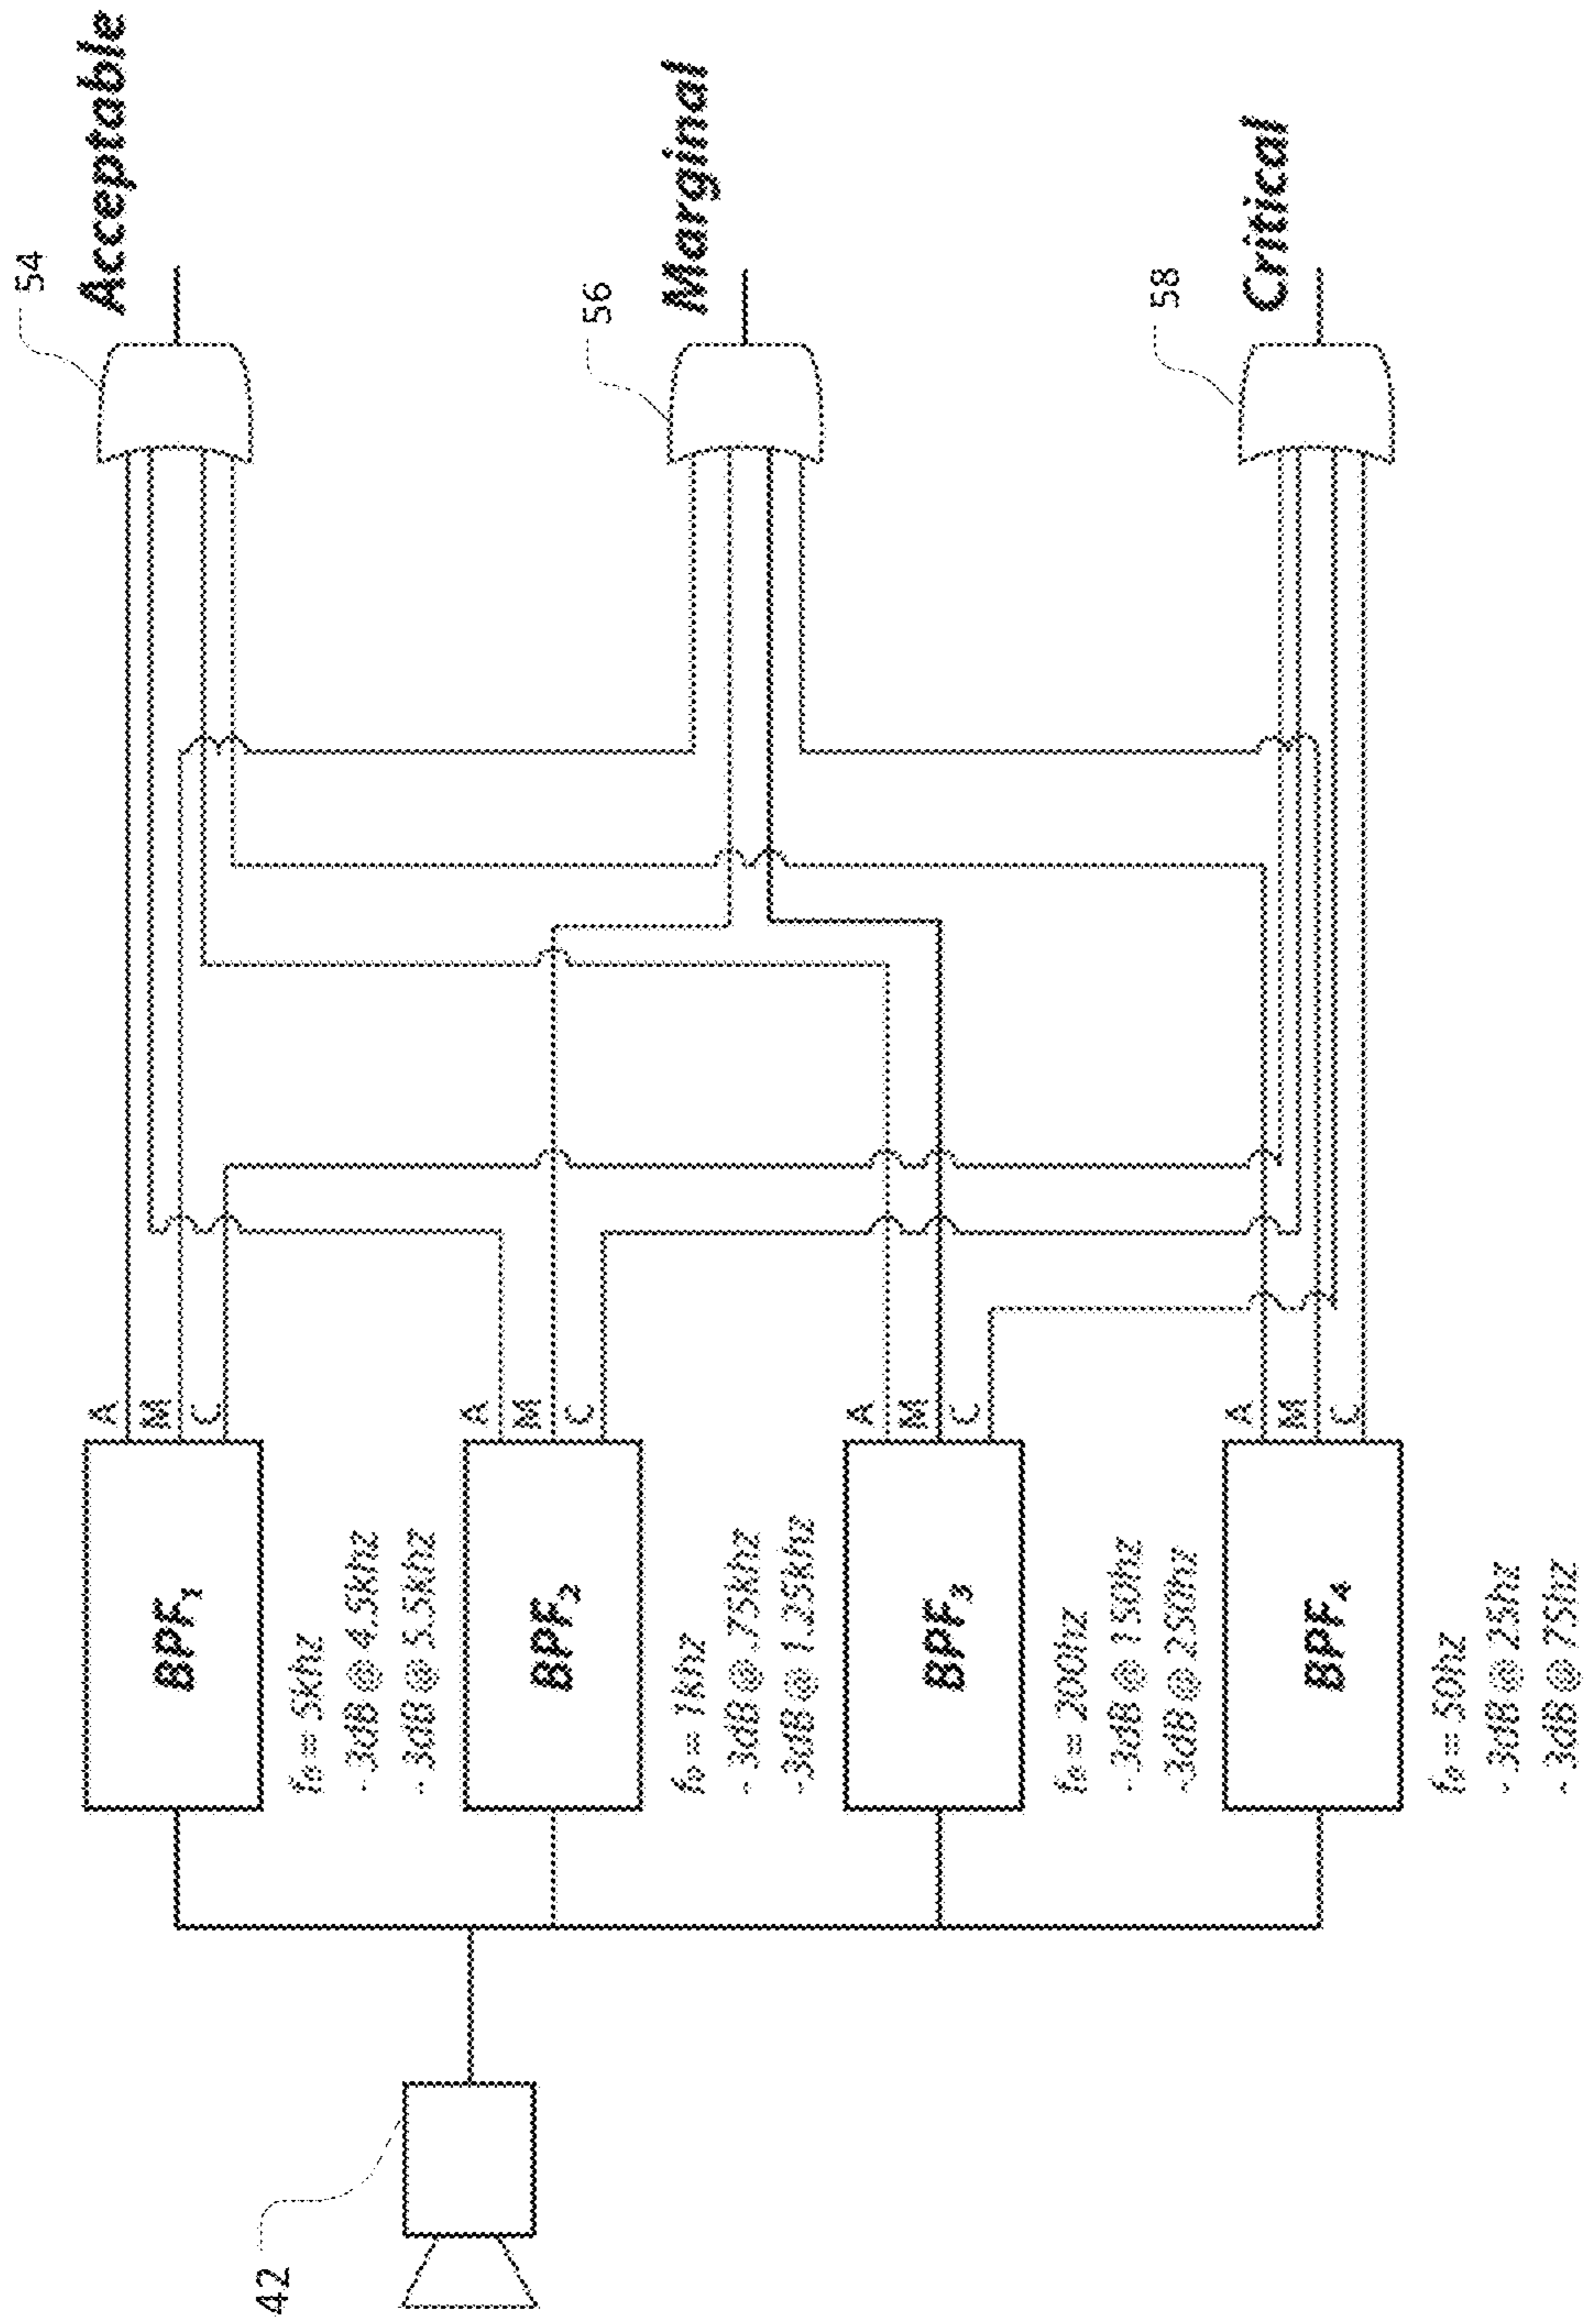 42
BPF1
f0 = 5khz
-3dB @ 4.5khz
-3dB @ 5.5khz
A
M
C
BPF2
f0 = 1khz
-3dB @ .75khz
-3dB @ 1.25khz
A
M
C
BPF3
f0 = 200hz
-3dB @ 150hz
-3dB @ 250hz
A
M
C
BPF4
f0 = 50hz
-3dB @ 25hz
-3dB @ 75hz
A
M
C
54
Acceptable
56
Marginal
58
Critical